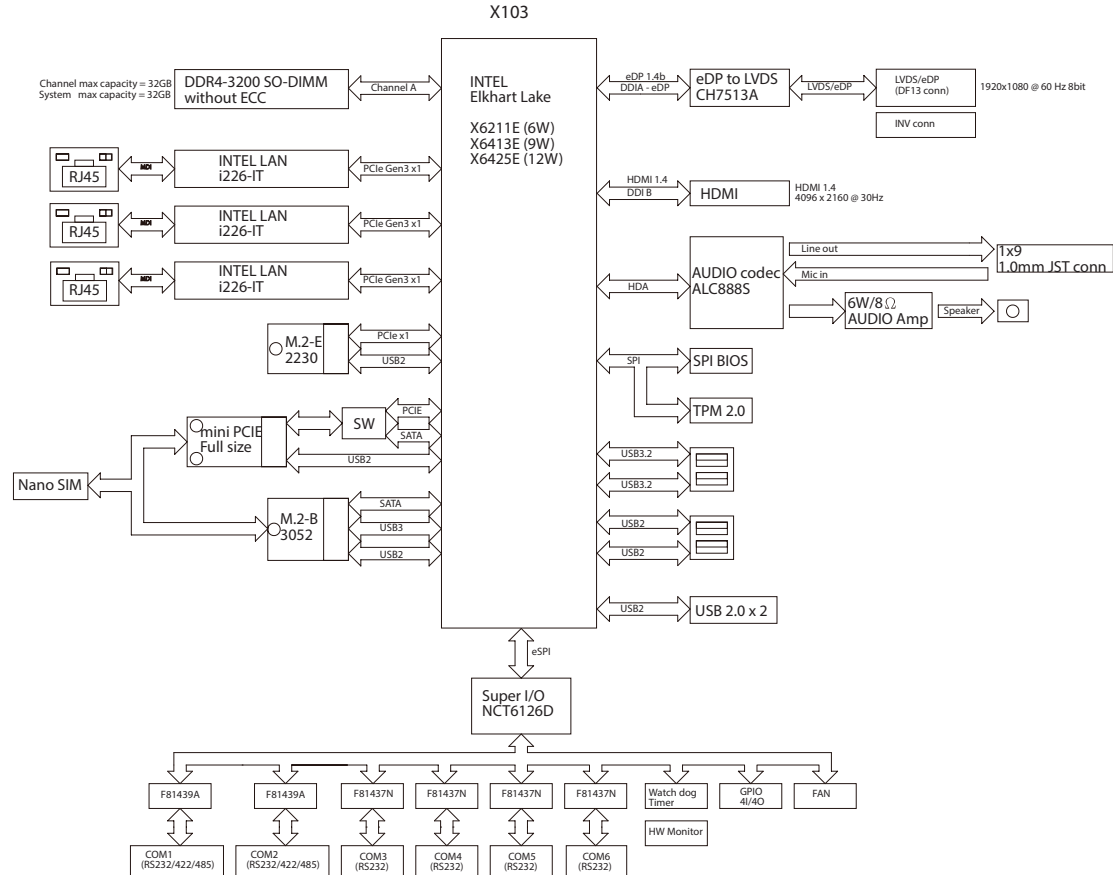 X103
Channel max capacity = 32GB
System max capacity = 32GB
DDR4-3200 SO-DIMM
without ECC
Channel A
INTEL
Elkhart Lake
X6211E (6W)
X6413E (9W)
X6425E (12W)
eDP 1.4b
DDIA - eDP
eDP to LVDS
CH7513A
LVDS/eDP
LVDS/eDP
(DF13 conn)
1920x1080 @ 60 Hz 8bit
INV conn
RJ45
MDI
INTEL LAN
i226-IT
PCIe Gen3 x1
HDMI 1.4
DDI B
HDMI
HDMI 1.4
4096 x 2160 @ 30Hz
RJ45
MDI
INTEL LAN
i226-IT
PCIe Gen3 x1
RJ45
MDI
INTEL LAN
i226-IT
PCIe Gen3 x1
HDA
AUDIO codec
ALC888S
Line out
Mic in
1x9
1.0mm JST conn
6W/8Ω
AUDIO Amp
Speaker
M.2-E
2230
PCIe x1
USB2
SPI
SPI BIOS
TPM 2.0
mini PCIE
Full size
SW
PCIE
SATA
USB2
Nano SIM
M.2-B
3052
SATA
USB3
USB2
USB3.2
USB3.2
USB2
USB2
USB2
USB 2.0 x 2
eSPI
Super I/O
NCT6126D
F81439A
F81439A
F81437N
F81437N
F81437N
F81437N
Watch dog
Timer
GPIO
4I/4O
FAN
HW Monitor
COM1
(RS232/422/485)
COM2
(RS232/422/485)
COM3
(RS232)
COM4
(RS232)
COM5
(RS232)
COM6
(RS232)